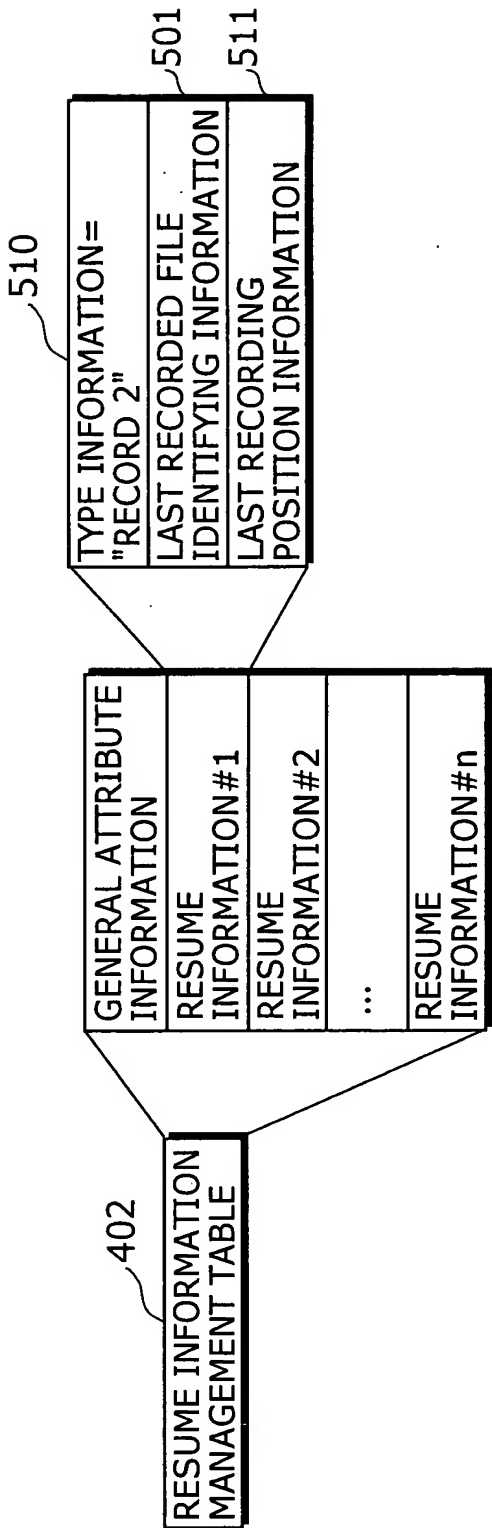 402
RESUME INFORMATION
MANAGEMENT TABLE
GENERAL ATTRIBUTE
INFORMATION
RESUME
INFORMATION#1
RESUME
INFORMATION#2
...
RESUME
INFORMATION#n
510
TYPE INFORMATION=
"RECORD 2"
LAST RECORDED FILE
IDENTIFYING INFORMATION
501
LAST RECORDING
POSITION INFORMATION
511